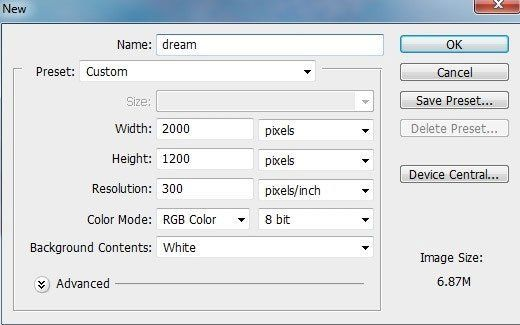 New
Name: dream
OK
Preset: Custom
Cancel
Size:
Save Preset...
Width: 2000 pixels
Delete Preset...
Height: 1200 pixels
Resolution: 300 pixels/inch
Device Central...
Color Mode: RGB Color 8 bit
Background Contents: White
Image Size:
6.87M
Advanced